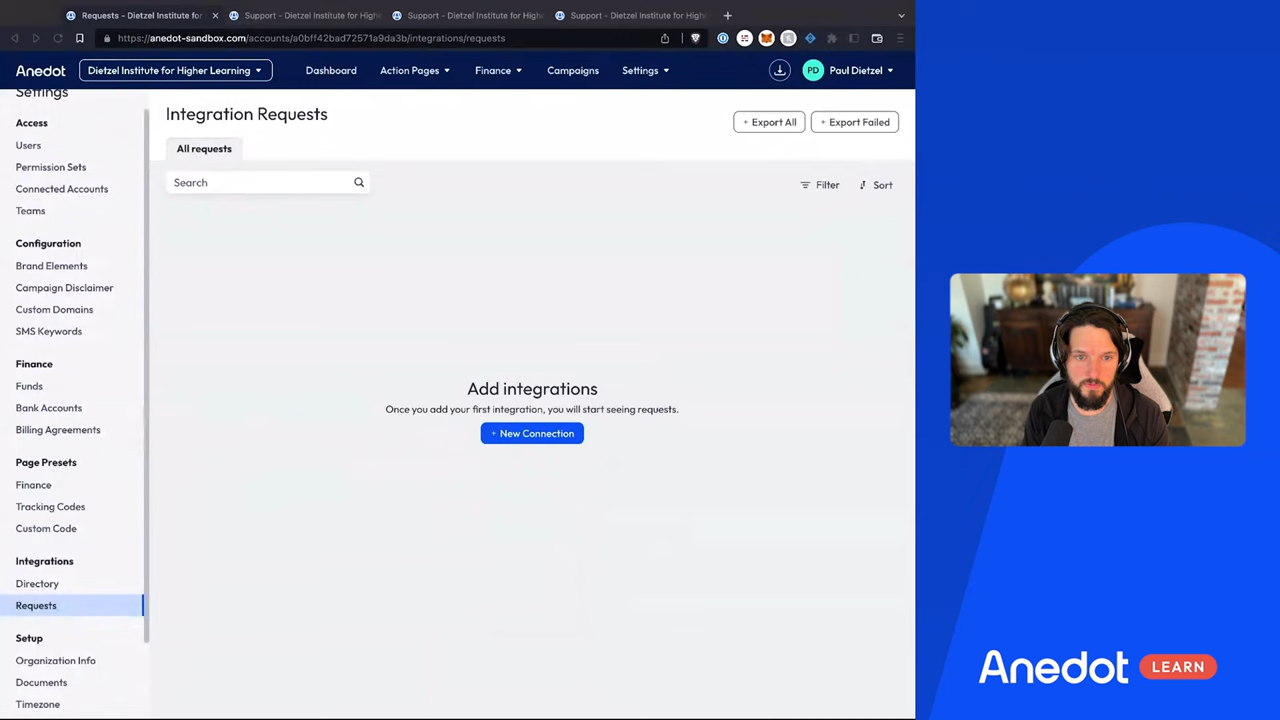 Requests - Dietzel Institute for
Support - Dietzel Institute for Highe
Support - Dietzel Institute for Highe
Support - Dietzel Institute for High
https://anedot-sandbox.com/accounts/a0bff42bad72571a9da3b/integrations/requests
Anedot
Dietzel Institute for Higher Learning
Dashboard
Action Pages
Finance
Campaigns
Settings
PD
Paul Dietzel
Settings
Access
Users
Permission Sets
Connected Accounts
Teams
Configuration
Brand Elements
Campaign Disclaimer
Custom Domains
SMS Keywords
Finance
Funds
Bank Accounts
Billing Agreements
Page Presets
Finance
Tracking Codes
Custom Code
Integrations
Directory
Requests
Setup
Organization Info
Documents
Timezone
Integration Requests
+ Export All
+ Export Failed
All requests
Search
Filter
Sort
Add integrations
Once you add your first integration, you will start seeing requests.
+ New Connection
Anedot LEARN